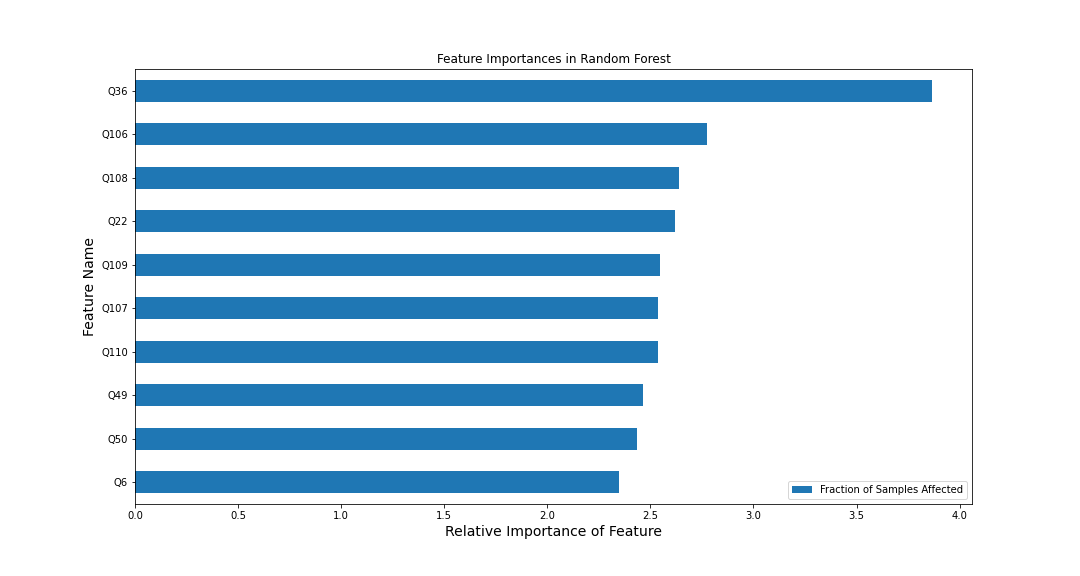 Feature Importances in Random Forest
Q36
Q106
Q108
Q22
Q109
Q107
Q110
Q49
Q50
Q6
Feature Name
Fraction of Samples Affected
0.0 0.5 1.0 1.5 2.0 2.5 3.0 3.5 4.0
Relative Importance of Feature